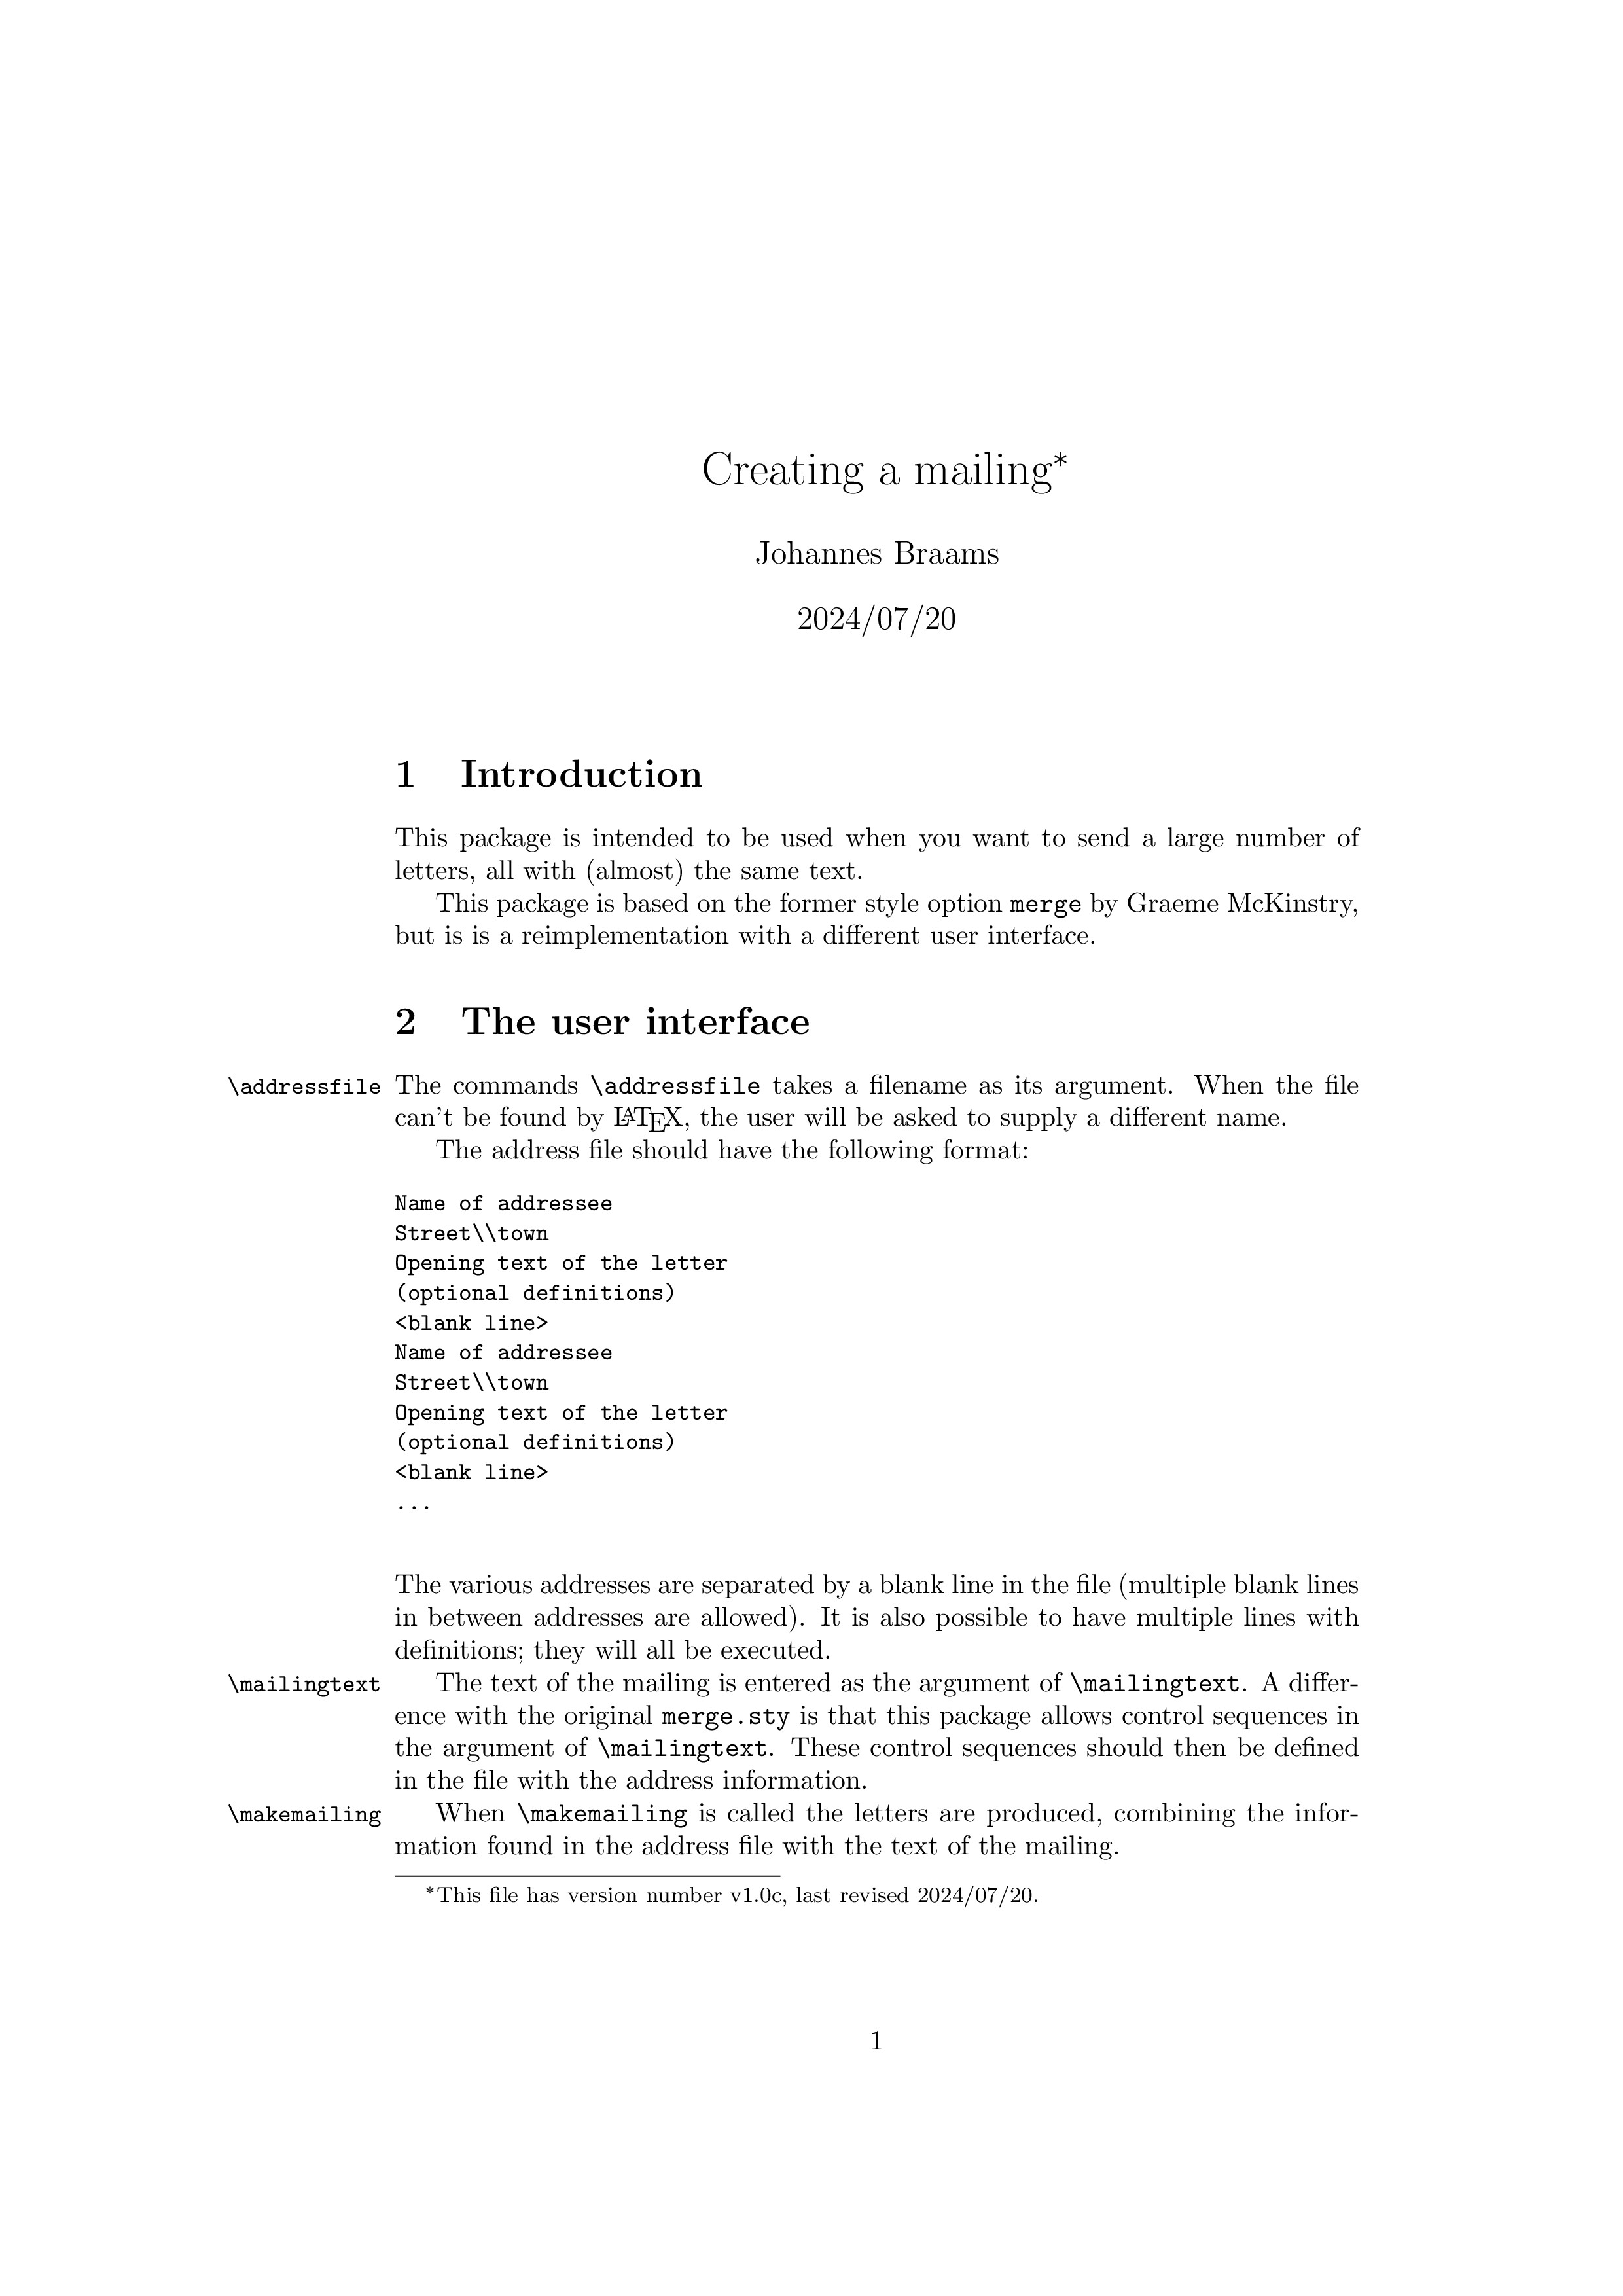 Creating a mailing*
Johannes Braams
2024/07/20
1 Introduction
This package is intended to be used when you want to send a large number of
letters, all with (almost) the same text.
This package is based on the former style option merge by Graeme McKinstry,
but is is a reimplementation with a different user interface.
2 The user interface
\addressfile The commands \addressfile takes a filename as its argument. When the file
can't be found by LATEX, the user will be asked to supply a different name.
The address file should have the following format:
Name of addressee
Street\\town
Opening text of the letter
(optional definitions)
<blank line>
Name of addressee
Street\\town
Opening text of the letter
(optional definitions)
<blank line>
...
The various addresses are separated by a blank line in the file (multiple blank lines
in between addresses are allowed). It is also possible to have multiple lines with
definitions; they will all be executed.
\mailingtext The text of the mailing is entered as the argument of \mailingtext. A differ-
ence with the original merge.sty is that this package allows control sequences in
the argument of \mailingtext. These control sequences should then be defined
in the file with the address information.
\makemailing When \makemailing is called the letters are produced, combining the infor-
mation found in the address file with the text of the mailing.
*This file has version number v1.0c, last revised 2024/07/20.
1